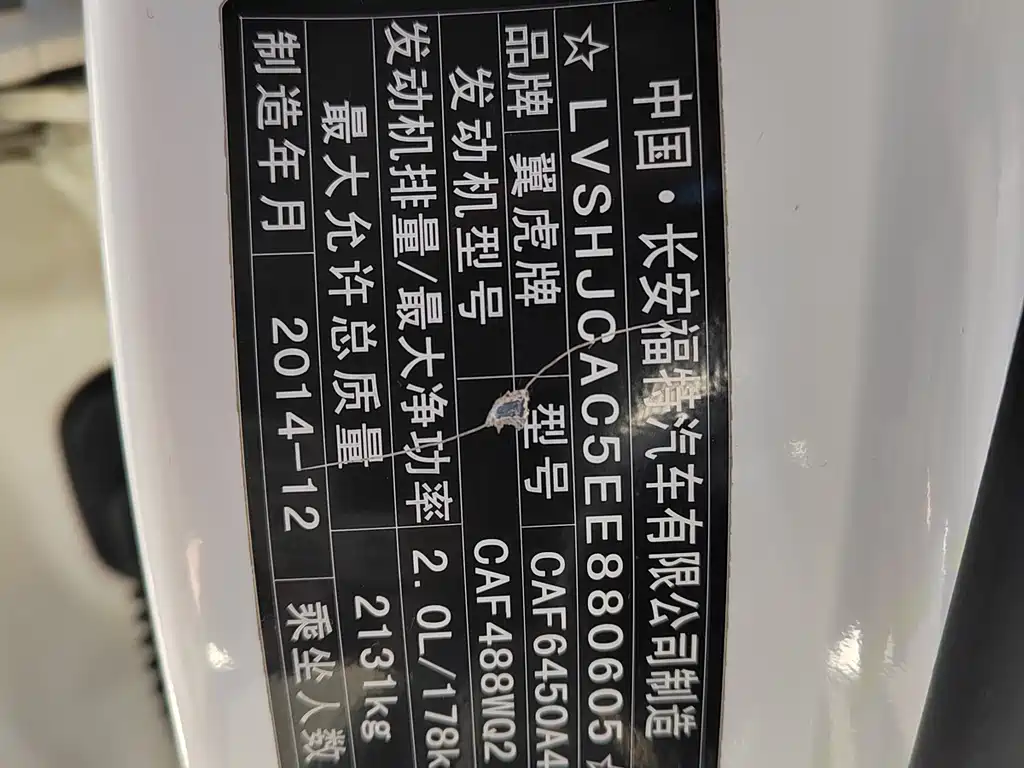 中国·长安福特汽车有限公司制造
☆LVSHJCAC5EE880605☆
品牌 翼虎牌 型号 CAF6450A4
发动机型号 CAF488WQ2
发动机排量/最大净功率 2.0L/178k
最大允许总质量 2131kg
制造年月 2014-12 乘坐人数